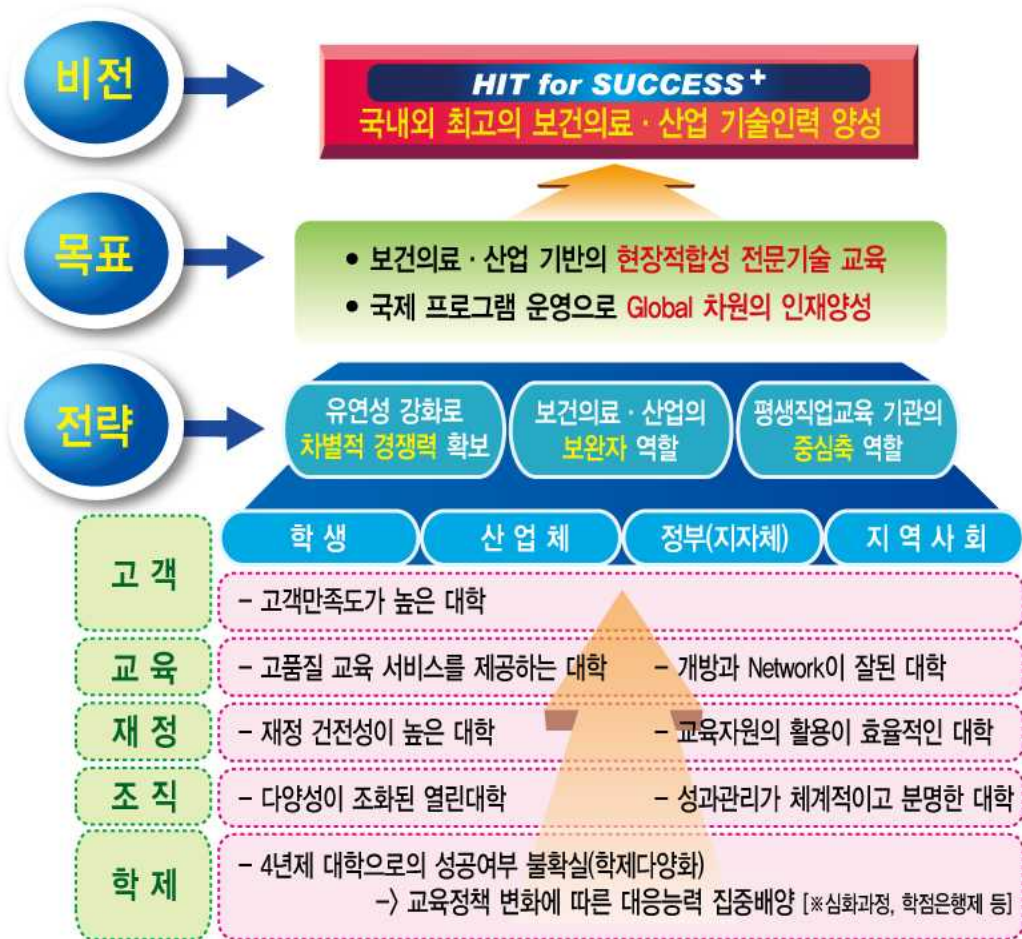 비전
HIT for SUCCESS+
국내외 최고의 보건의료 · 산업 기술인력 양성
목표
• 보건의료 · 산업 기반의 현장적합성 전문기술 교육
• 국제 프로그램 운영으로 Global 차원의 인재양성
전략
유연성 강화로
차별적 경쟁력 확보
보건의료 · 산업의
보완자 역할
평생직업교육 기관의
중심축 역할
고객
학생
산업체
정부(지자체)
지역사회
- 고객만족도가 높은 대학
교육
- 고품질 교육 서비스를 제공하는 대학
- 개방과 Network이 잘된 대학
재정
- 재정 건전성이 높은 대학
- 교육자원의 활용이 효율적인 대학
조직
- 다양성이 조화된 열린대학
- 성과관리가 체계적이고 분명한 대학
학제
- 4년제 대학으로의 성공여부 불확실(학제다양화)
-> 교육정책 변화에 따른 대응능력 집중배양 [※심화과정, 학점은행제 등]